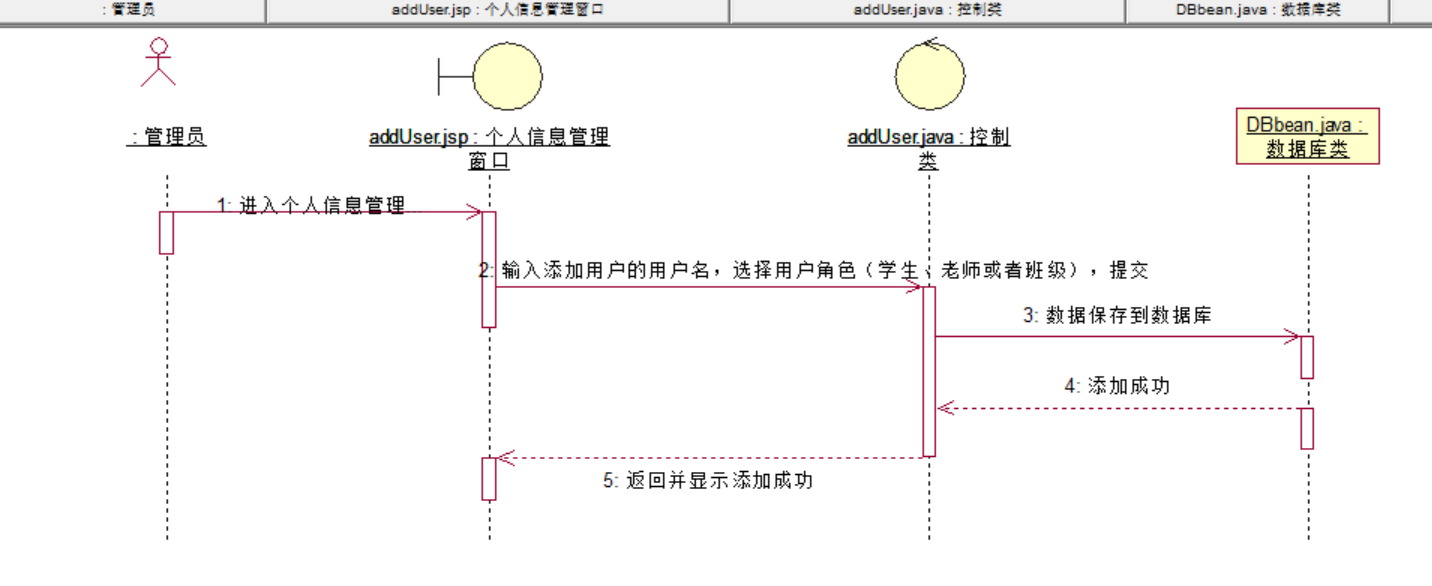 : 管理员
addUser.jsp : 个人信息管理窗口
addUser.java : 控制类
DBbean.java : 数据库类
: 管理员
addUser.jsp : 个人信息管理
窗口
addUser.java : 控制
类
DBbean.java :
数据库类
1: 进入个人信息管理
2: 输入添加用户的用户名，选择用户角色（学生、老师或者班级），提交
3: 数据保存到数据库
4: 添加成功
5: 返回并显示添加成功